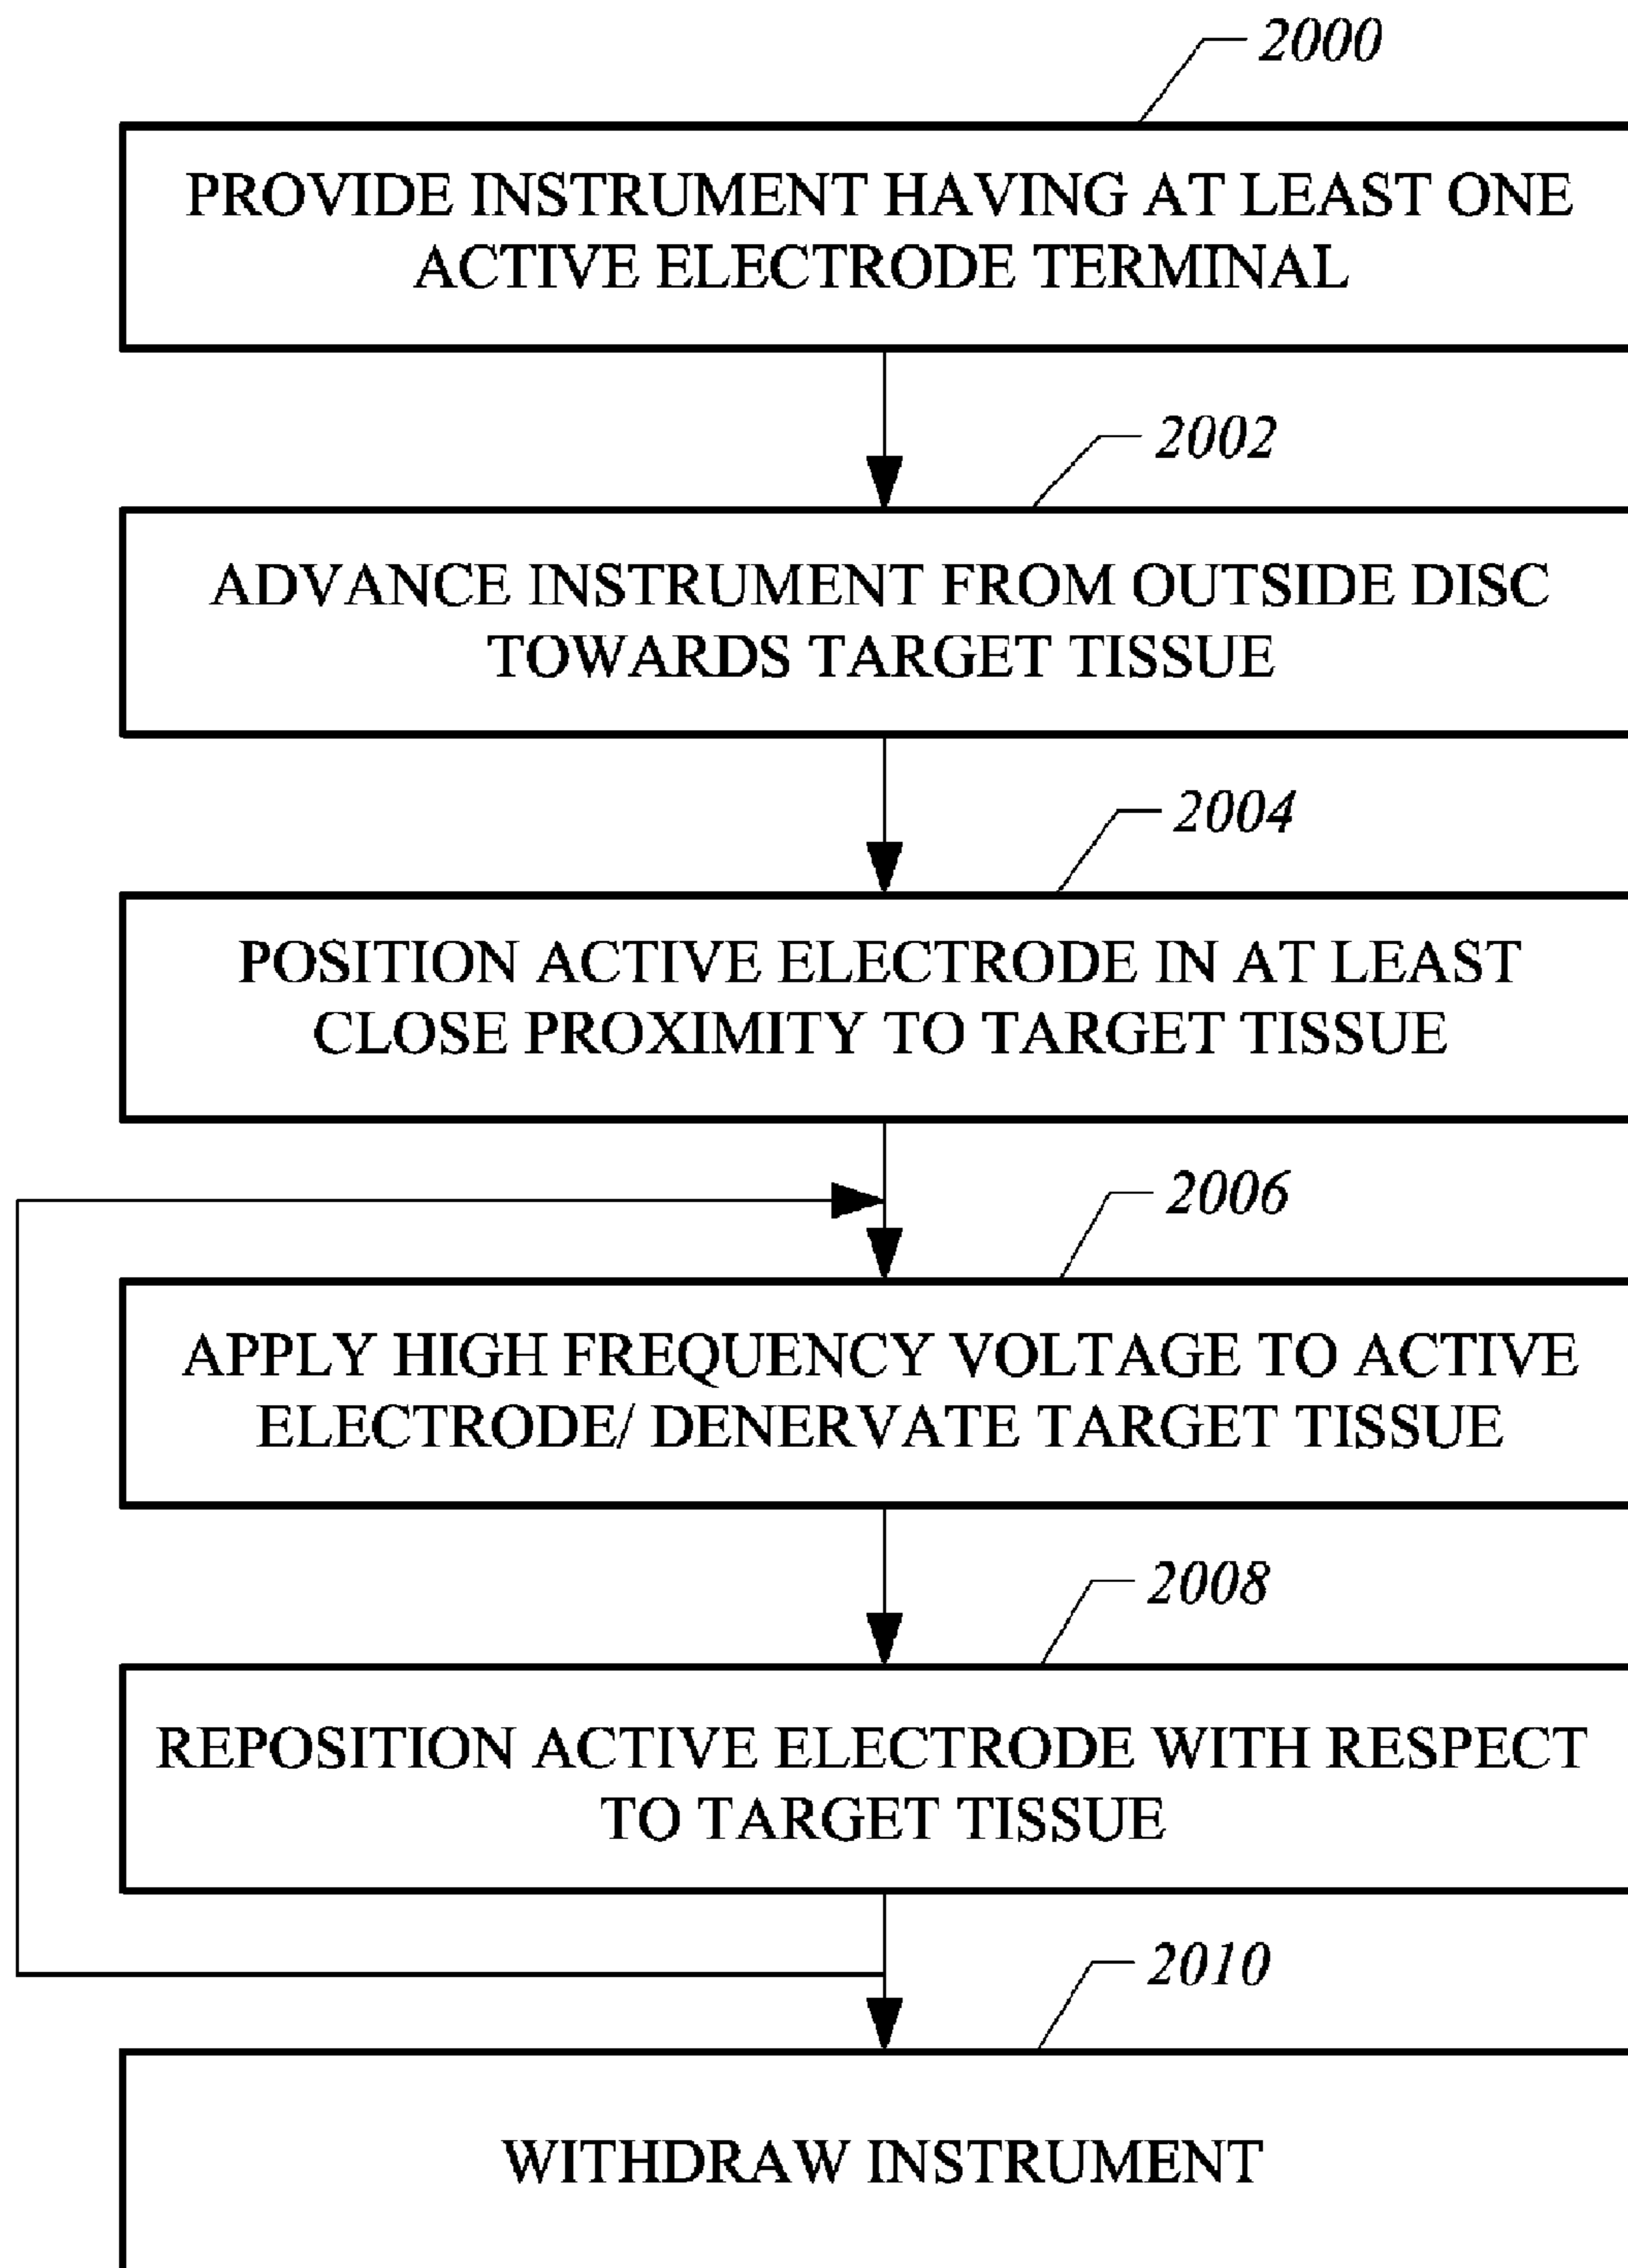 2000
PROVIDE INSTRUMENT HAVING AT LEAST ONE
ACTIVE ELECTRODE TERMINAL
2002
ADVANCE INSTRUMENT FROM OUTSIDE DISC
TOWARDS TARGET TISSUE
2004
POSITION ACTIVE ELECTRODE IN AT LEAST
CLOSE PROXIMITY TO TARGET TISSUE
2006
APPLY HIGH FREQUENCY VOLTAGE TO ACTIVE
ELECTRODE/ DENERVATE TARGET TISSUE
2008
REPOSITION ACTIVE ELECTRODE WITH RESPECT
TO TARGET TISSUE
2010
WITHDRAW INSTRUMENT